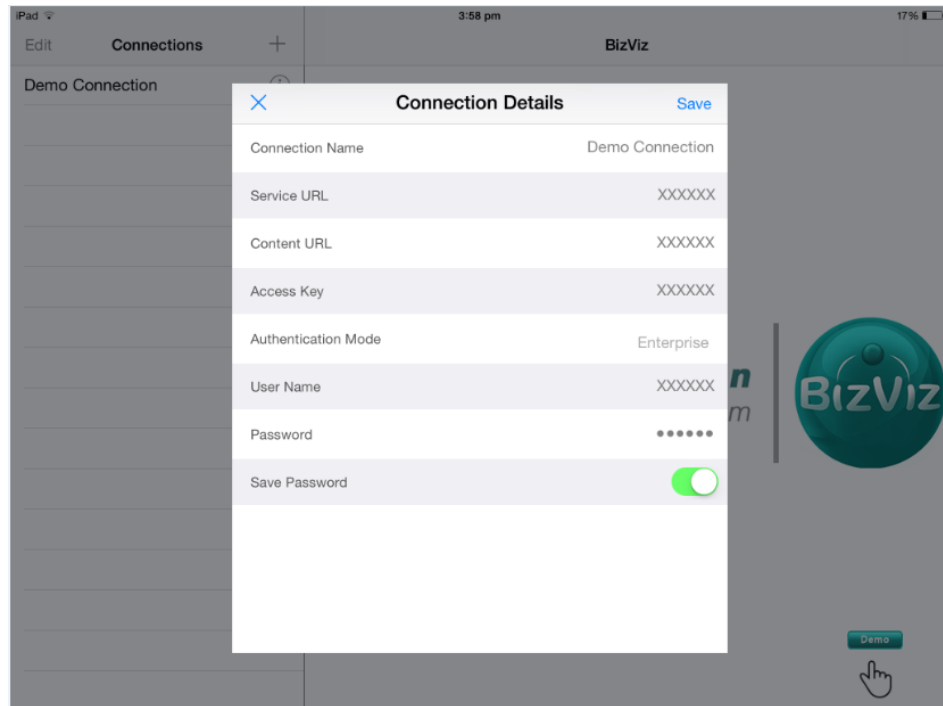 iPad 3:58 pm 17%
Edit Connections + BizViz
Demo Connection
Connection Details Save
Connection Name Demo Connection
Service URL XXXXXX
Content URL XXXXXX
Access Key XXXXXX
Authentication Mode Enterprise
User Name XXXXXX
Password ••••••
Save Password
n
m
BizViz
Demo